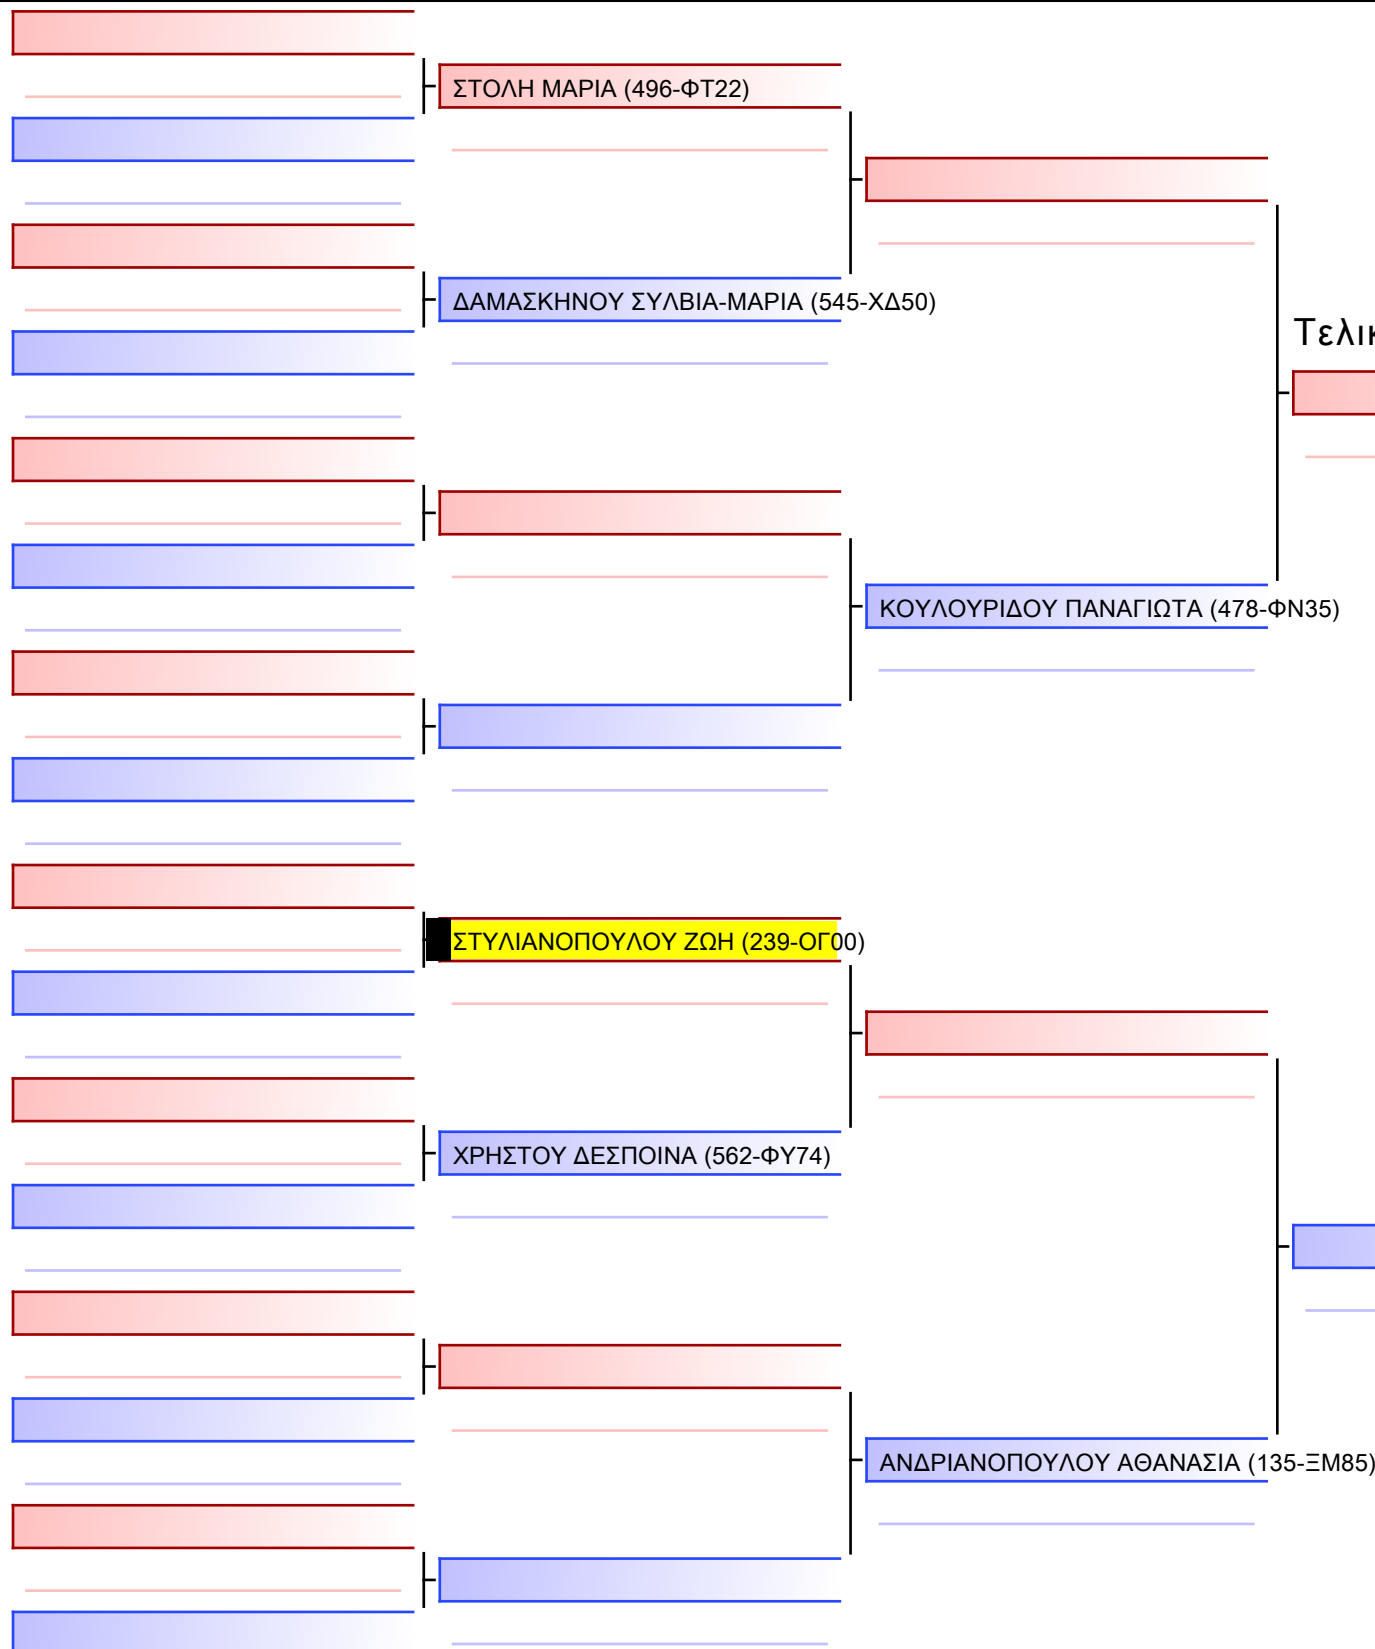 ΣΤΟΛΗ ΜΑΡΙΑ (496-ΦΤ22)
ΔΑΜΑΣΚΗΝΟΥ ΣΥΛΒΙΑ-ΜΑΡΙΑ (545-ΧΔ50)
Τελικ
ΚΟΥΛΟΥΡΙΔΟΥ ΠΑΝΑΓΙΩΤΑ (478-ΦΝ35)
ΣΤΥΛΙΑΝΟΠΟΥΛΟΥ ΖΩΗ (239-ΟΓ00)
ΧΡΗΣΤΟΥ ΔΕΣΠΟΙΝΑ (562-ΦΥ74)
ΑΝΔΡΙΑΝΟΠΟΥΛΟΥ ΑΘΑΝΑΣΙΑ (135-ΞΜ85)